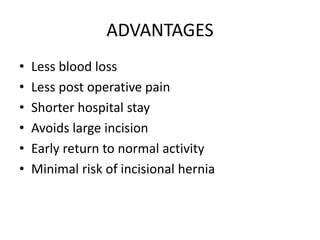 ADVANTAGES
• Less blood loss
• Less post operative pain
• Shorter hospital stay
• Avoids large incision
• Early return to normal activity
• Minimal risk of incisional hernia